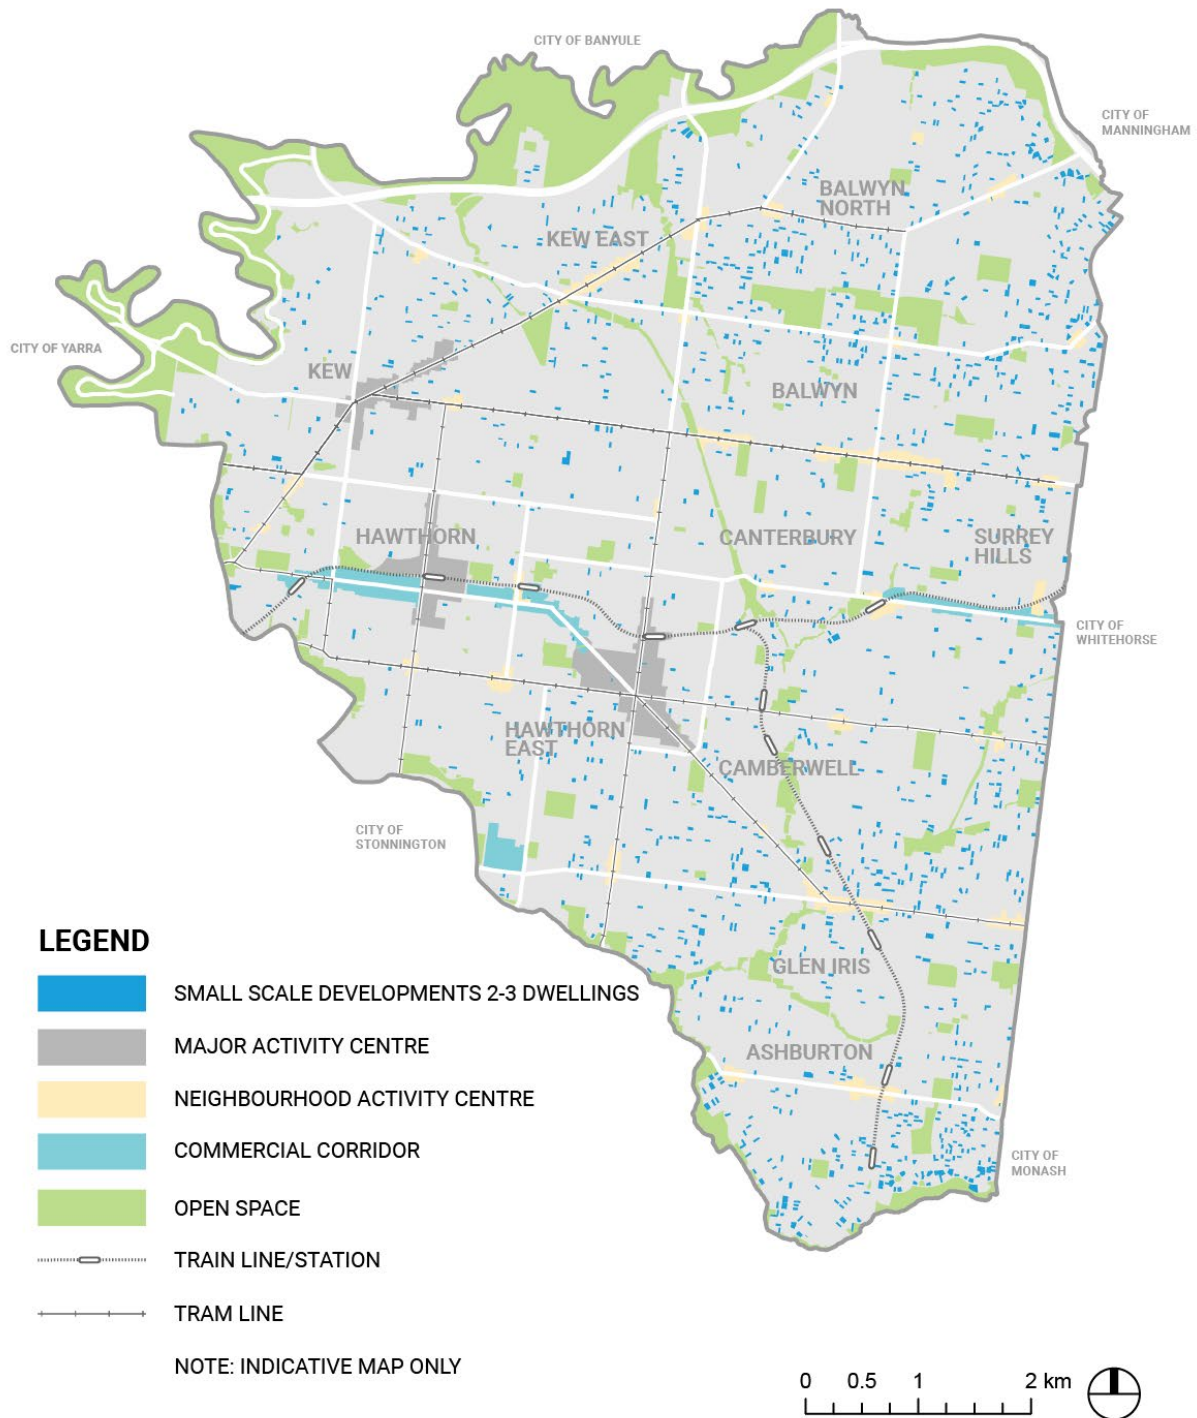 CITY OF BANYULE
CITY OF
MANNINGHAM
BALWYN
NORTH
KEW EAST
CITY OF YARRA
KEW
BALWYN
HAWTHORN
CANTERBURY
SURREY
HILLS
CITY OF
WHITEHORSE
HAWTHORN
EAST
CAMBERWELL
CITY OF
STONNINGTON
GLEN IRIS
ASHBURTON
CITY OF
MONASH
LEGEND
SMALL SCALE DEVELOPMENTS 2-3 DWELLINGS
MAJOR ACTIVITY CENTRE
NEIGHBOURHOOD ACTIVITY CENTRE
COMMERCIAL CORRIDOR
OPEN SPACE
TRAIN LINE/STATION
TRAM LINE
NOTE: INDICATIVE MAP ONLY
0 0.5 1 2 km